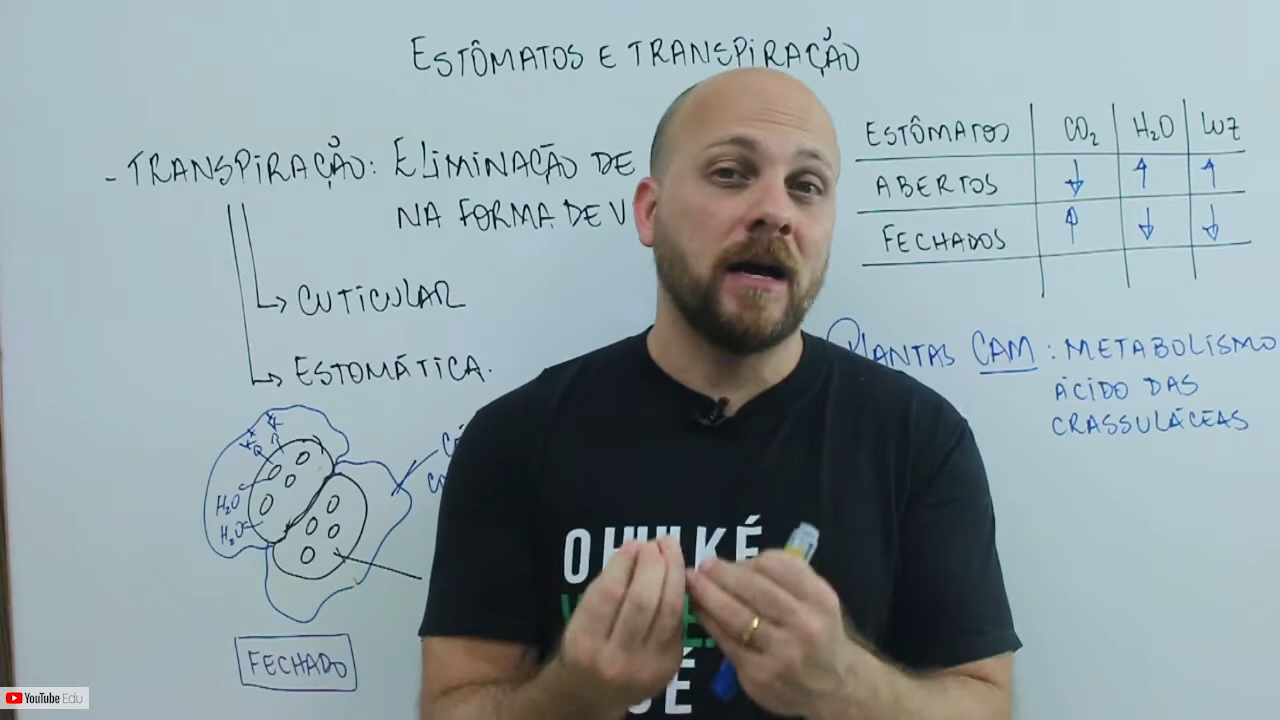 ESTÔMATOS E TRANSPIRAÇÃO
- TRANSPIRAÇÃO: ELIMINAÇÃO DE
NA FORMA DE V
CUTICULAR
ESTOMÁTICA.
ESTÔMATOS CO₂ H₂O LUZ
ABERTOS ↓ ↑ ↑
FECHADOS ↑ ↓ ↓
PLANTAS CAM: METABOLISMO
ÁCIDO DAS
CRASSULÁCEAS
H₂O
H₂O
FECHADO
YouTube Edu